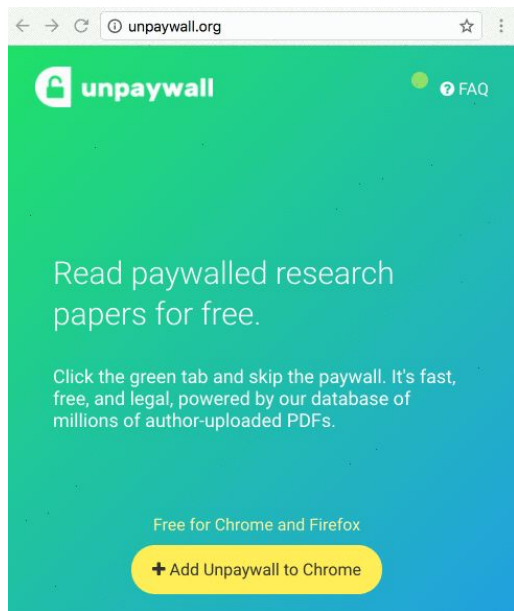 unpaywall.org
unpaywall
FAQ
Read paywalled research
papers for free.
Click the green tab and skip the paywall. It's fast,
free, and legal, powered by our database of
millions of author-uploaded PDFs.
Free for Chrome and Firefox
+ Add Unpaywall to Chrome